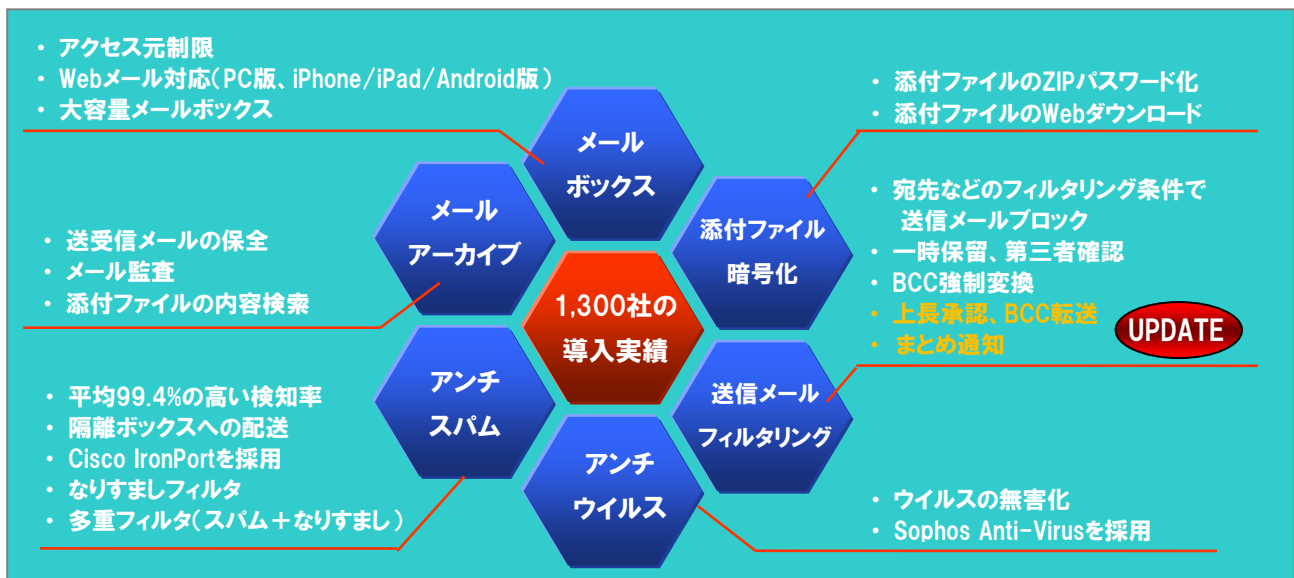 ・ アクセス元制限
・ Webメール対応(PC版、iPhone/iPad/Android版)
・ 大容量メールボックス
メール
ボックス
・ 添付ファイルのZIPパスワード化
・ 添付ファイルのWebダウンロード
添付ファイル
暗号化
メール
アーカイブ
・ 送受信メールの保全
・ メール監査
・ 添付ファイルの内容検索
1,300社の
導入実績
・ 宛先などのフィルタリング条件で
送信メールブロック
・ 一時保留、第三者確認
・ BCC強制変換
・ 上長承認、BCC転送
・ まとめ通知
UPDATE
送信メール
フィルタリング
アンチ
スパム
・ 平均99.4%の高い検知率
・ 隔離ボックスへの配送
・ Cisco IronPortを採用
・ なりすましフィルタ
・ 多重フィルタ(スパム+なりすまし)
アンチ
ウイルス
・ ウイルスの無害化
・ Sophos Anti-Virusを採用